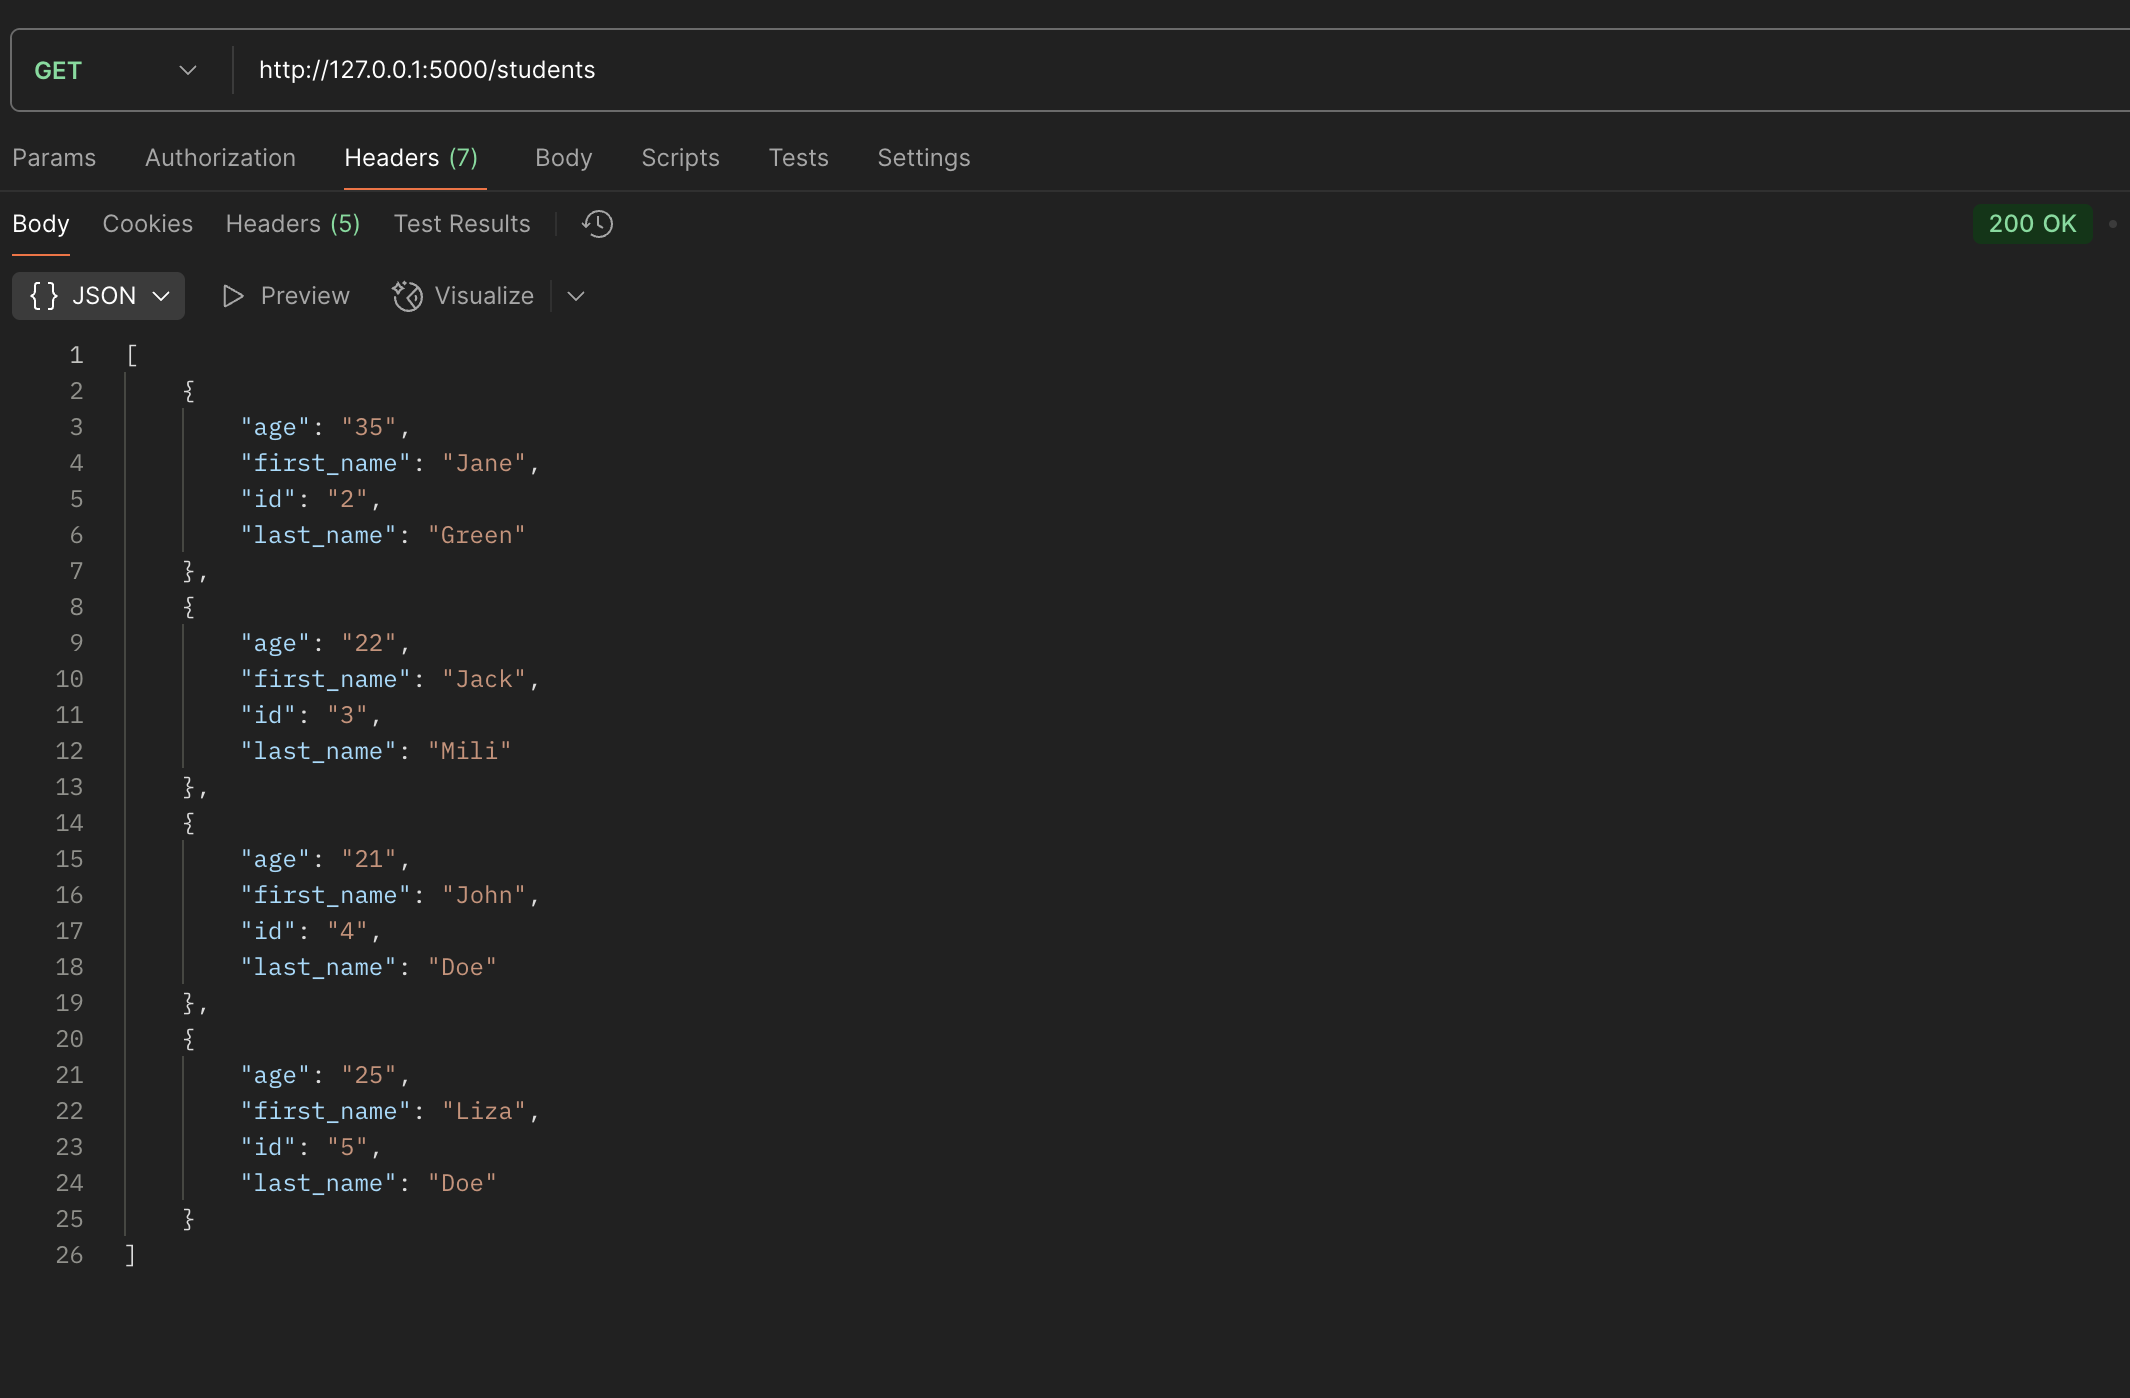 GET http://127.0.0.1:5000/students
Params Authorization Headers (7) Body Scripts Tests Settings
Body Cookies Headers (5) Test Results 200 OK
{} JSON Preview Visualize
1 [
2 {
3 "age": "35",
4 "first_name": "Jane",
5 "id": "2",
6 "last_name": "Green"
7 },
8 {
9 "age": "22",
10 "first_name": "Jack",
11 "id": "3",
12 "last_name": "Mili"
13 },
14 {
15 "age": "21",
16 "first_name": "John",
17 "id": "4",
18 "last_name": "Doe"
19 },
20 {
21 "age": "25",
22 "first_name": "Liza",
23 "id": "5",
24 "last_name": "Doe"
25 }
26 ]